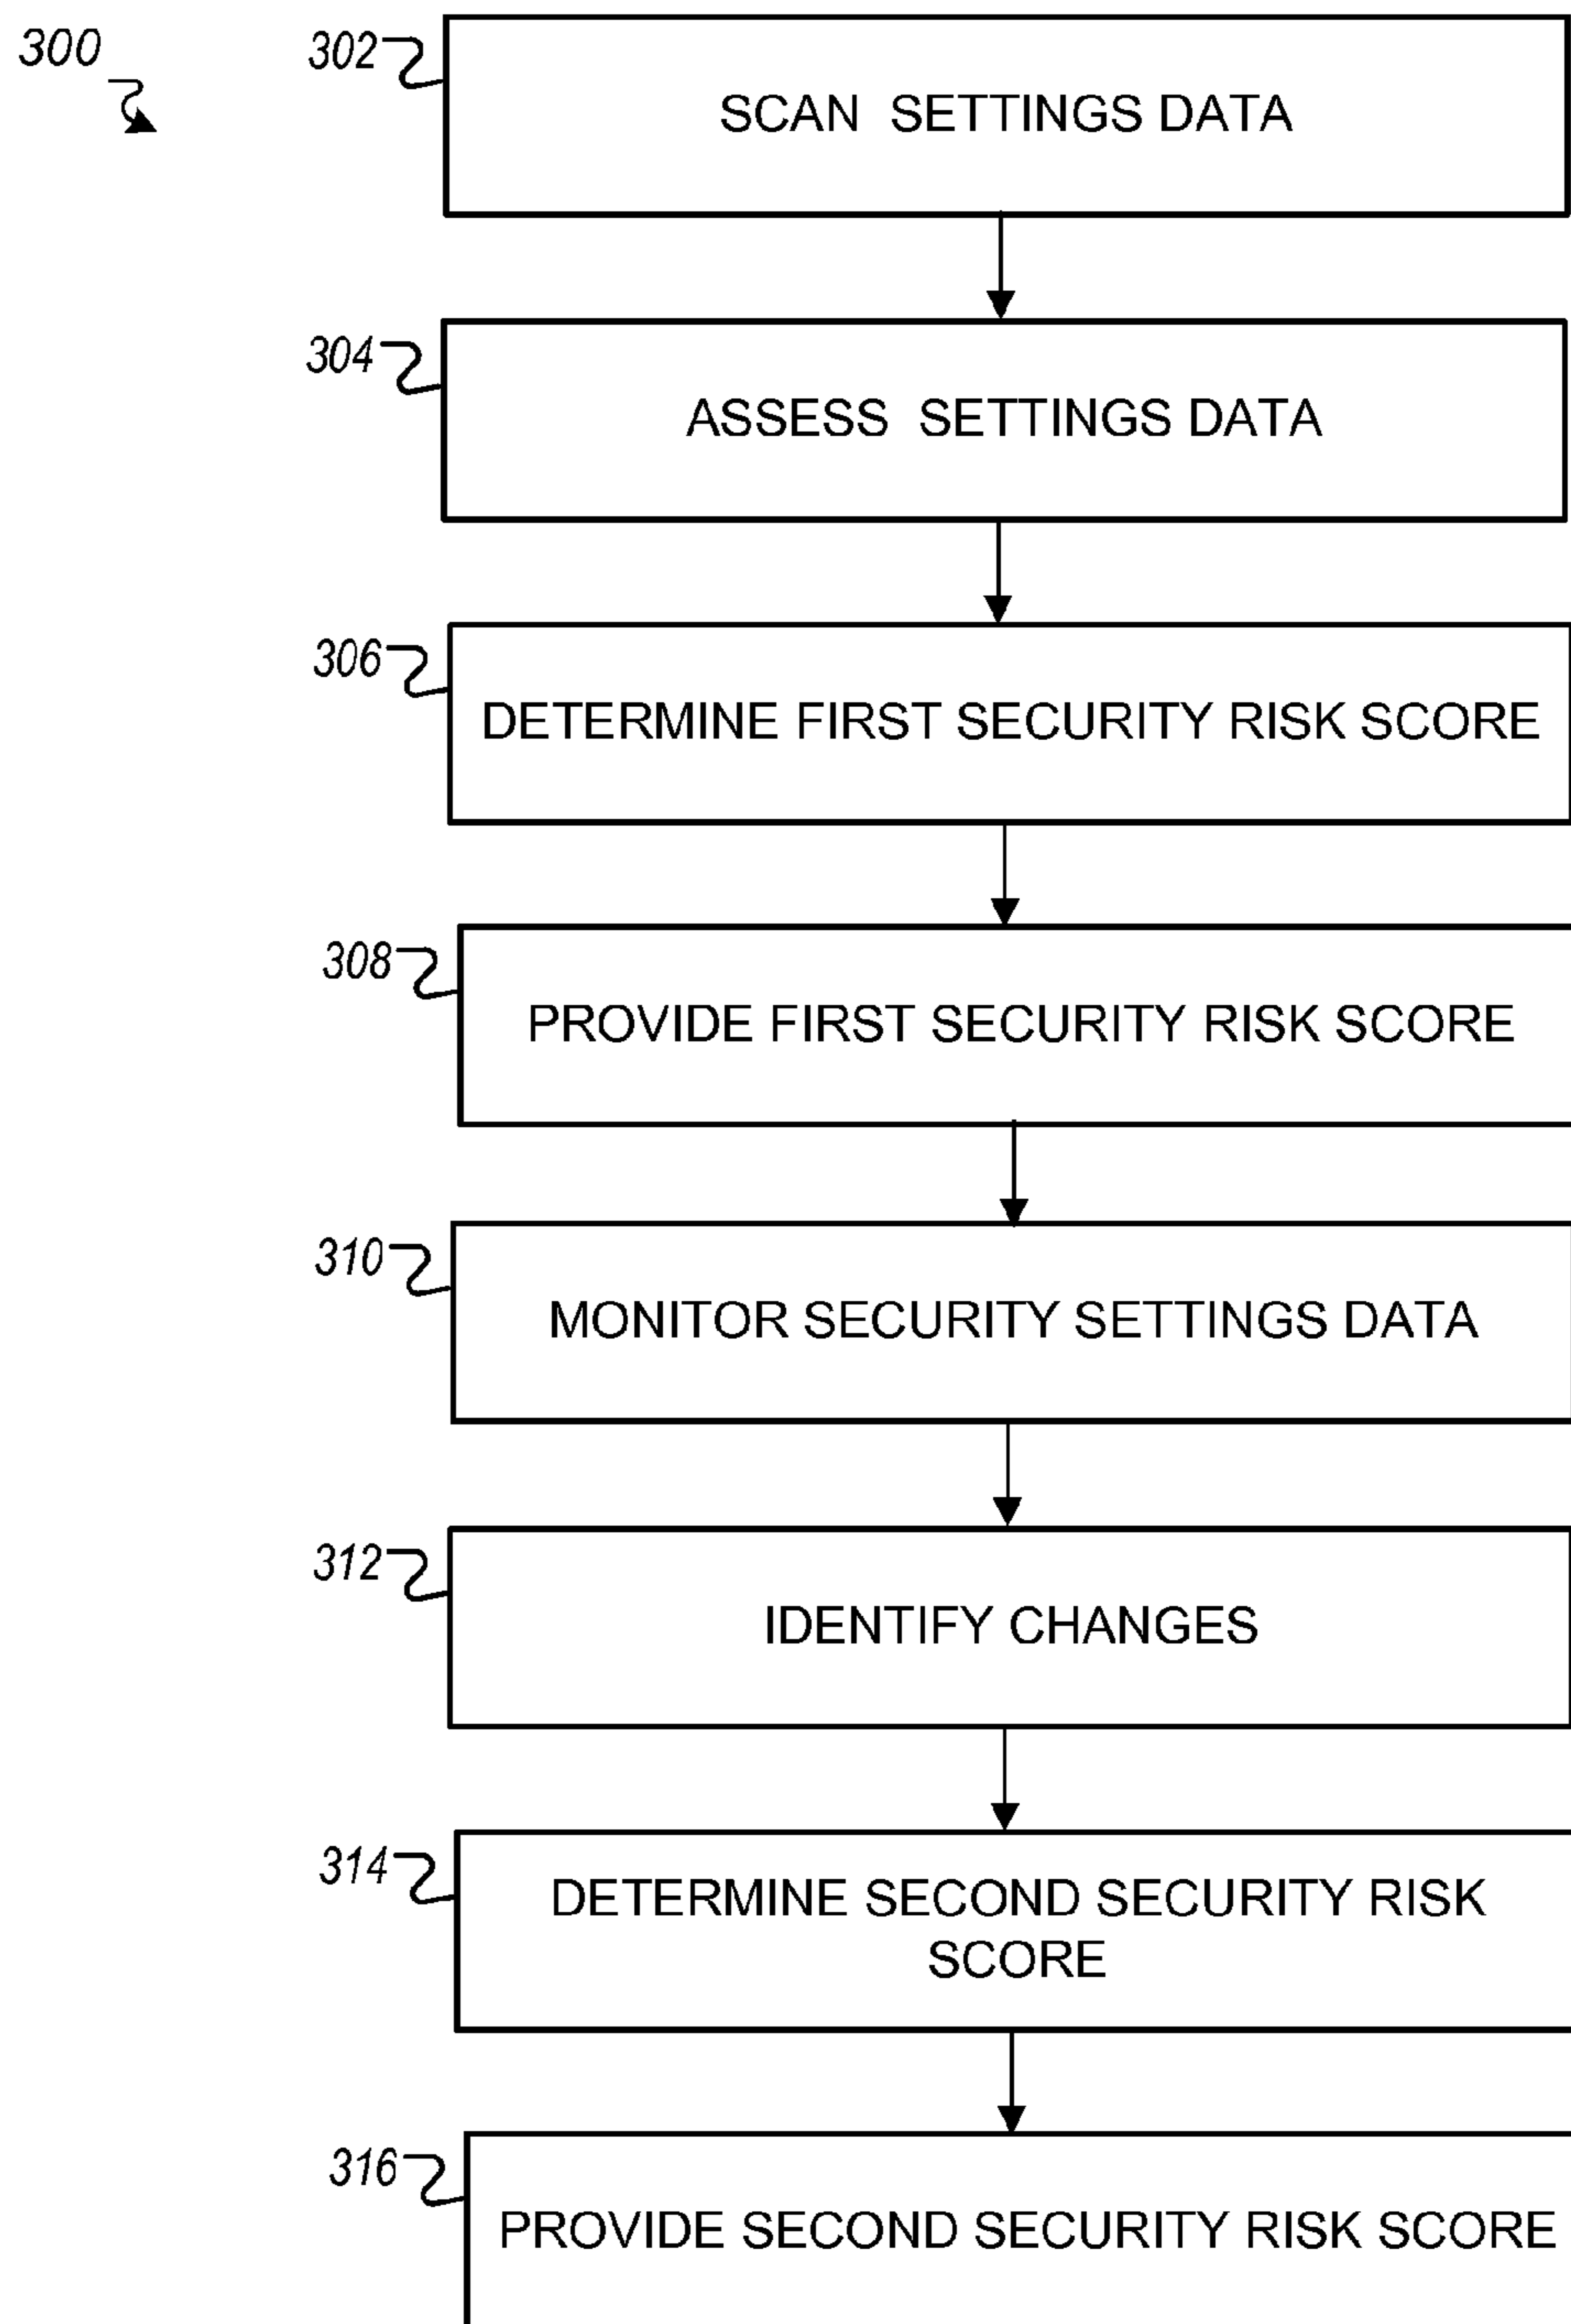 300
302
SCAN SETTINGS DATA
304
ASSESS SETTINGS DATA
306
DETERMINE FIRST SECURITY RISK SCORE
308
PROVIDE FIRST SECURITY RISK SCORE
310
MONITOR SECURITY SETTINGS DATA
312
IDENTIFY CHANGES
314
DETERMINE SECOND SECURITY RISK
SCORE
316
PROVIDE SECOND SECURITY RISK SCORE